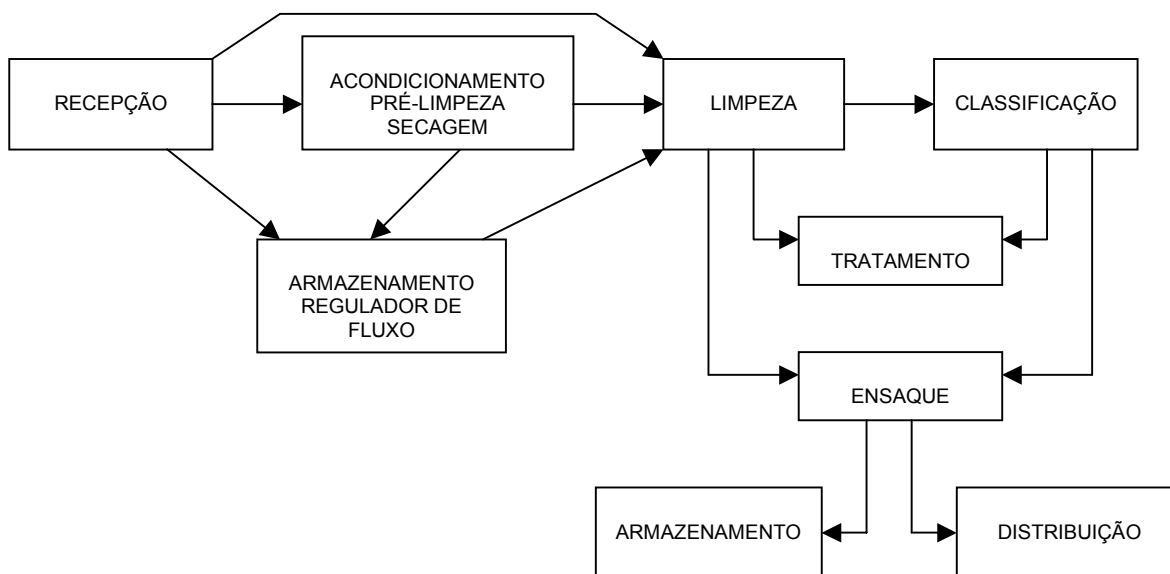 RECEPÇÃO
ACONDICIONAMENTO
PRÉ-LIMPEZA
SECAGEM
LIMPEZA
CLASSIFICAÇÃO
ARMAZENAMENTO
REGULADOR DE
FLUXO
TRATAMENTO
ENSAQUE
ARMAZENAMENTO
DISTRIBUIÇÃO